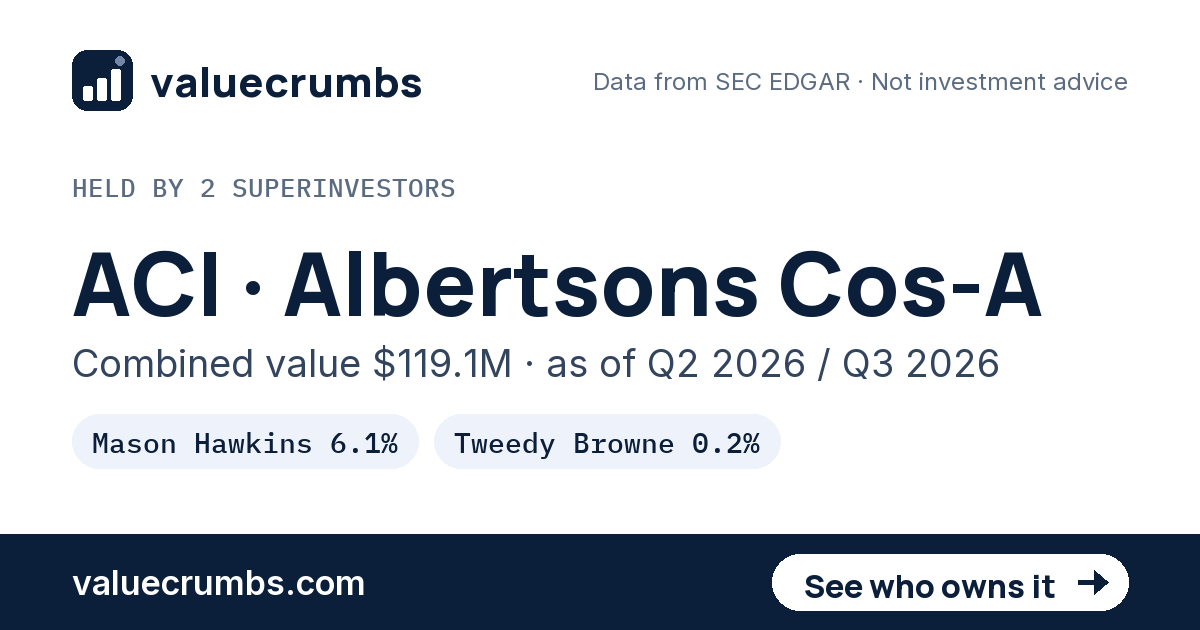 valuecrumbs
Data from SEC EDGAR · Not investment advice
HELD BY 2 SUPERINVESTORS
ACI · Albertsons Cos-A
Combined value $119.1M · as of Q2 2026 / Q3 2026
Mason Hawkins 6.1%
Tweedy Browne 0.2%
valuecrumbs.com
See who owns it →